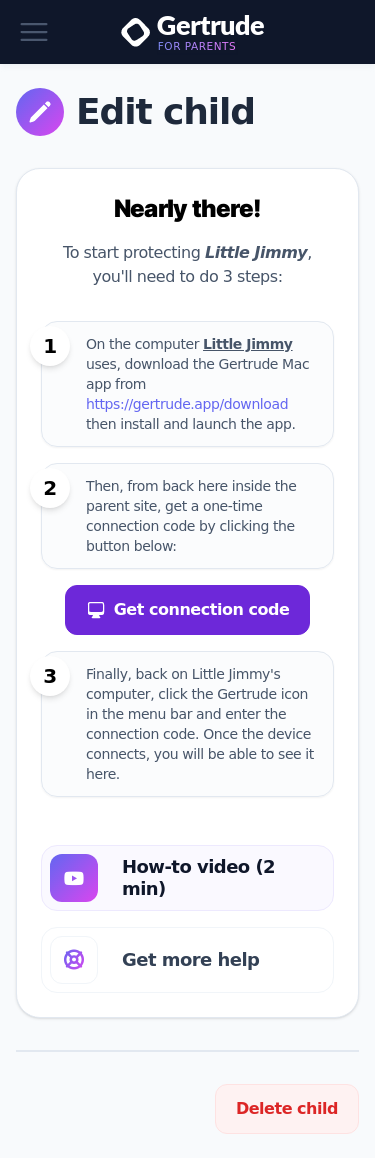 Gertrude
FOR PARENTS
Edit child
Nearly there!
To start protecting Little Jimmy,
you'll need to do 3 steps:
1
On the computer Little Jimmy
uses, download the Gertrude Mac
app from
https://gertrude.app/download
then install and launch the app.
2
Then, from back here inside the
parent site, get a one-time
connection code by clicking the
button below:
Get connection code
3
Finally, back on Little Jimmy's
computer, click the Gertrude icon
in the menu bar and enter the
connection code. Once the device
connects, you will be able to see it
here.
How-to video (2
min)
Get more help
Delete child